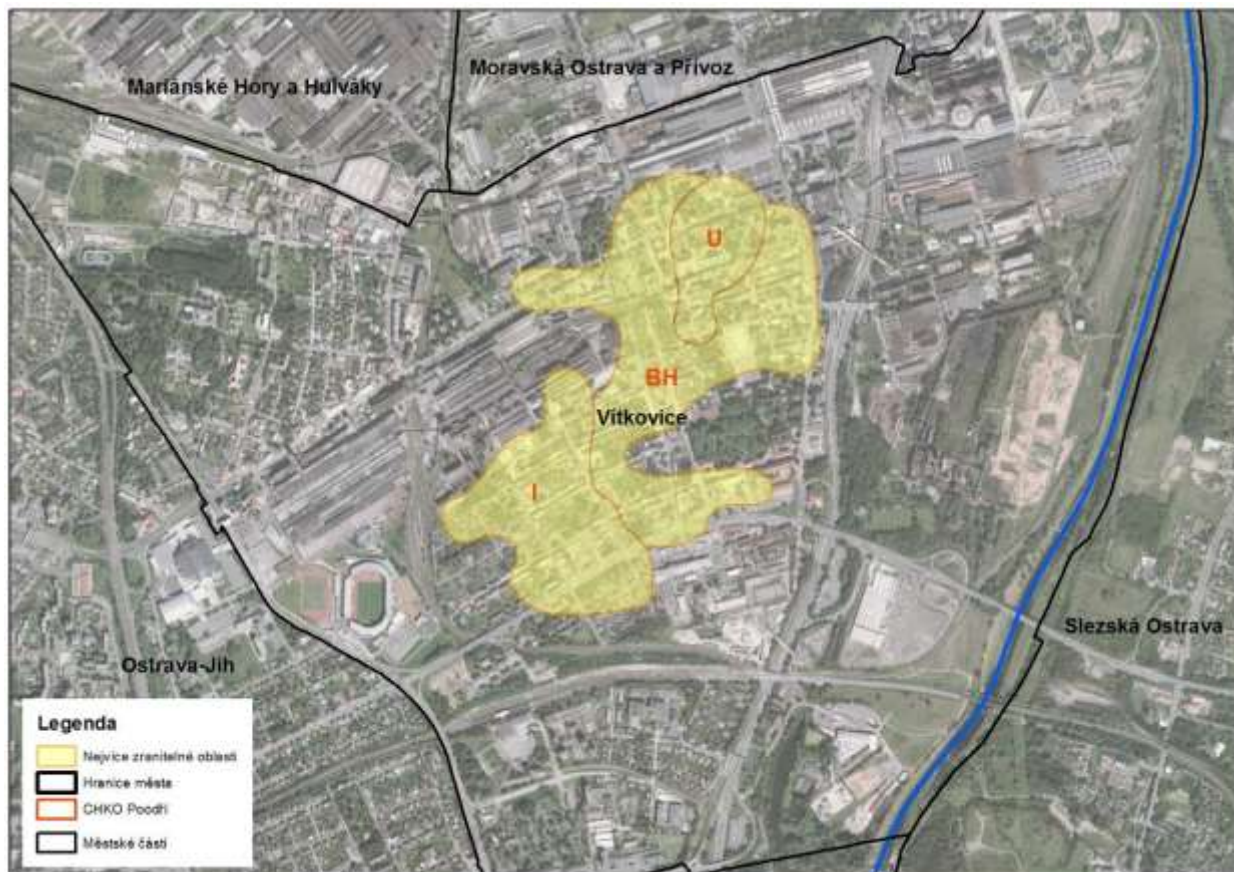 Moravská Ostrava a Přívoz
Mariánské Hory a Hulváky
U
BH
Vítkovice
I
Slezská Ostrava
Ostrava-Jih
Legenda
Nejvíce zranitelné oblasti
Hranice města
CHKO Poodří
Městské části